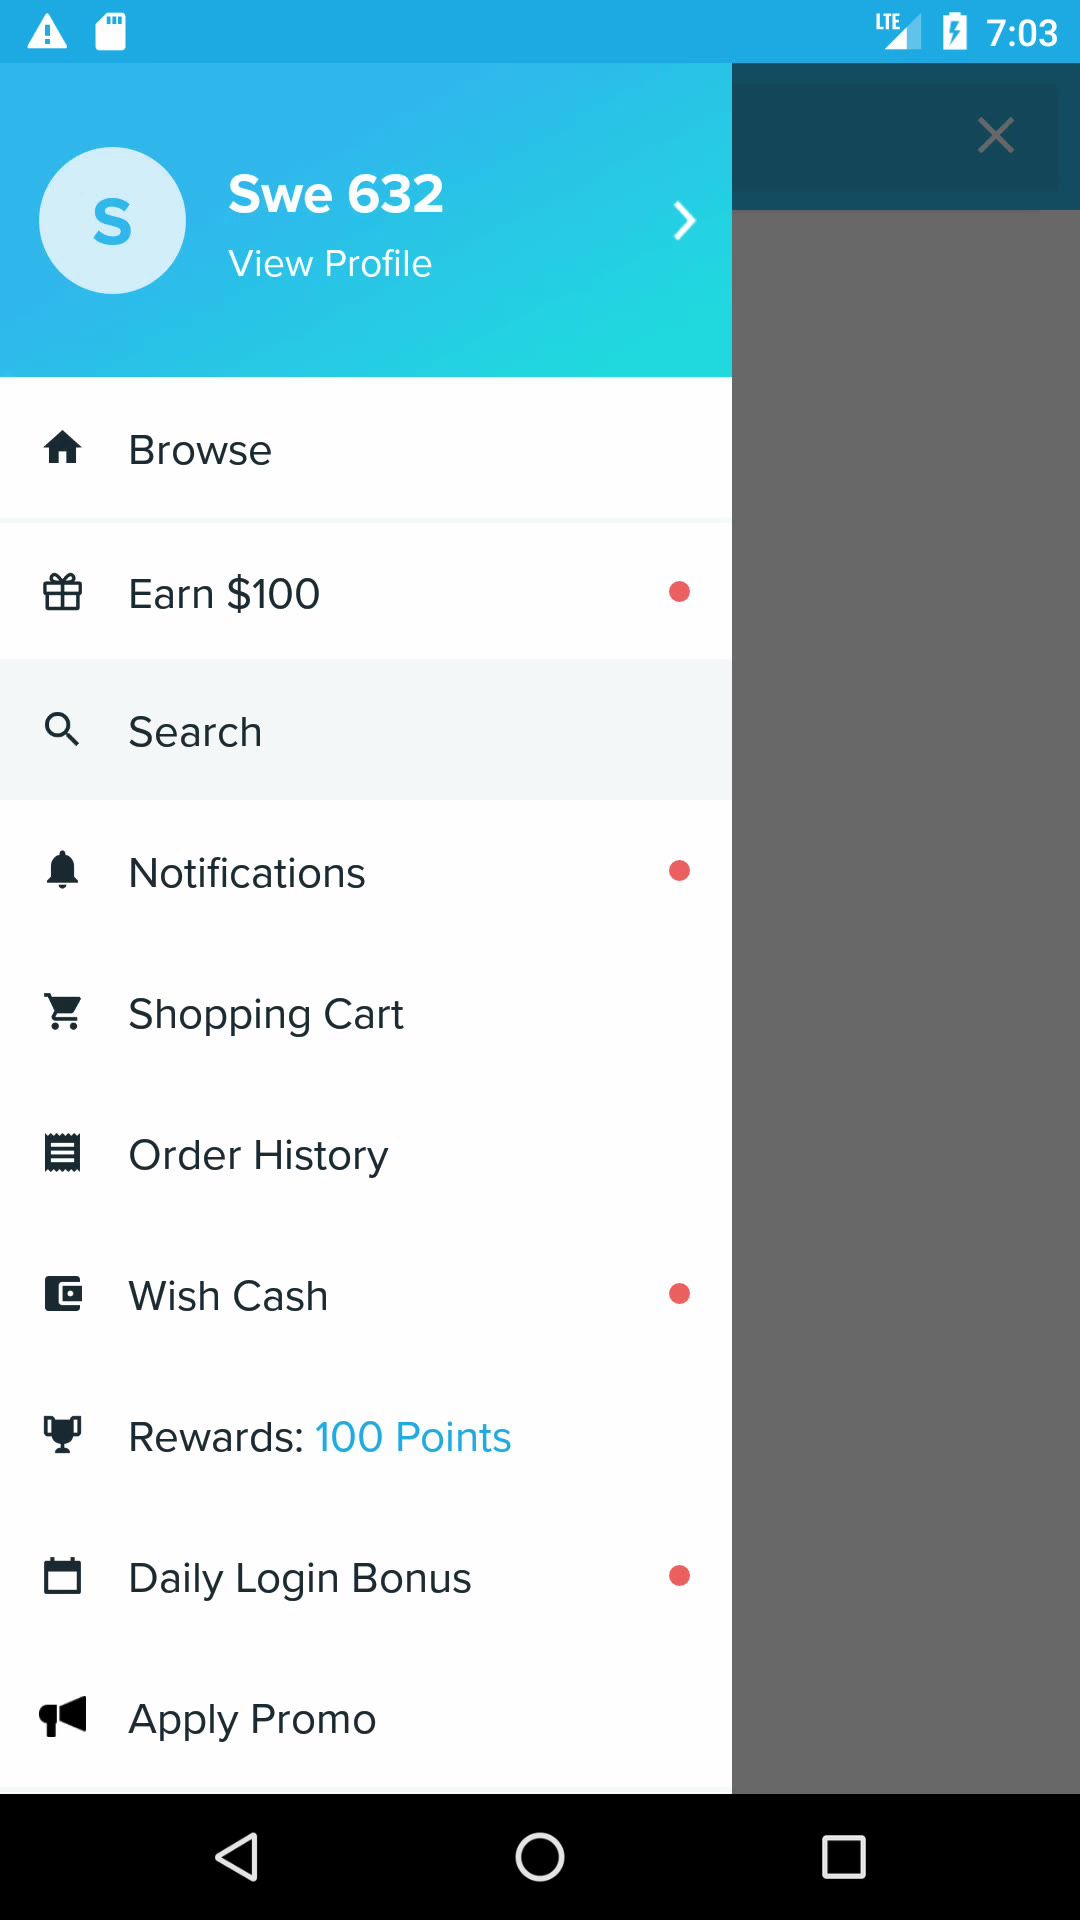 LTE 7:03
S
Swe 632
View Profile
Browse
Earn $100
Search
Notifications
Shopping Cart
Order History
Wish Cash
Rewards: 100 Points
Daily Login Bonus
Apply Promo